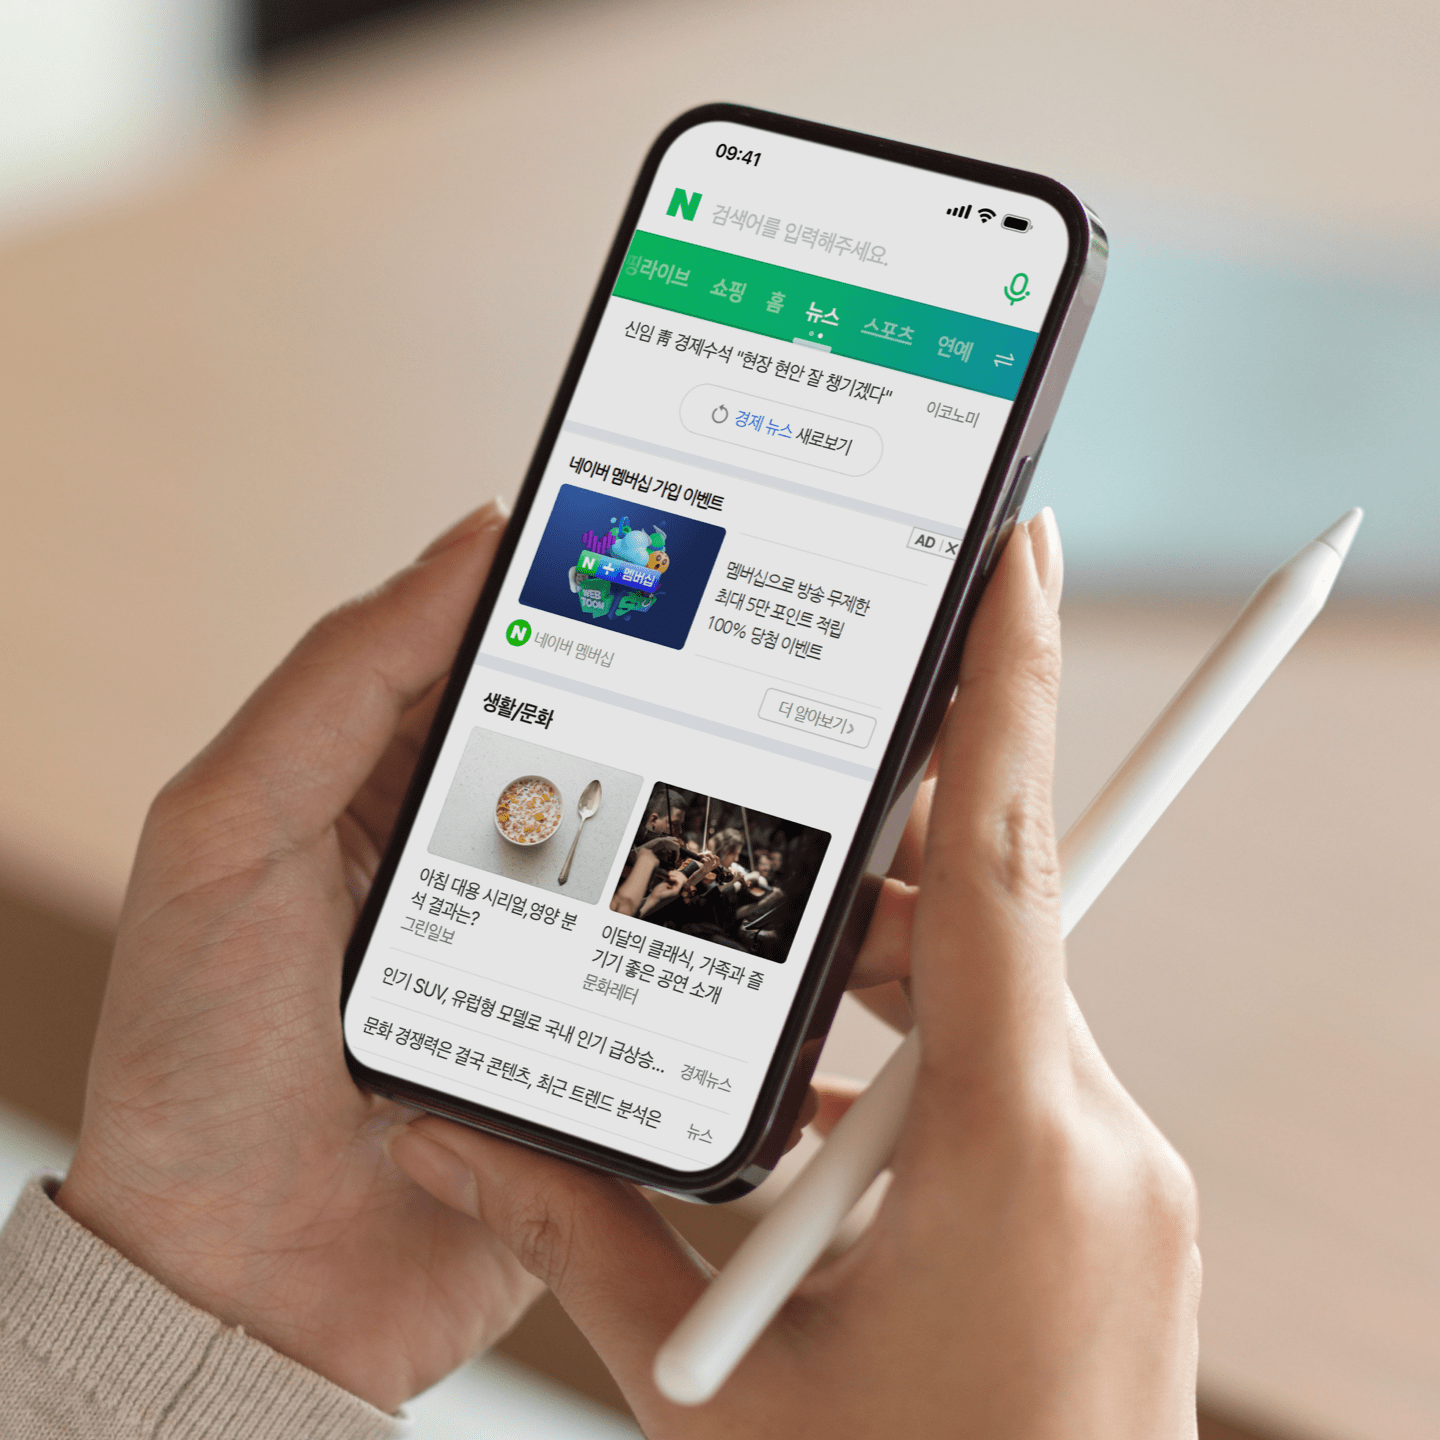 09:41
N 검색어를 입력해주세요.
핑라이브 쇼핑 홈 뉴스 스포츠 연예
신임 靑 경제수석 "현장 현안 잘 챙기겠다" 이코노미
경제 뉴스 새로보기
네이버 멤버십 가입 이벤트
AD X
N + 멤버십
WEB
TOON
멤버십으로 방송 무제한
최대 5만 포인트 적립
100% 당첨 이벤트
N 네이버 멤버십
더 알아보기>
생활/문화
아침 대용 시리얼,영양 분
석 결과는?
그린일보
이달의 클래식, 가족과 즐
기기 좋은 공연 소개
문화레터
인기 SUV, 유럽형 모델로 국내 인기 급상승... 경제뉴스
문화 경쟁력은 결국 콘텐츠, 최근 트렌드 분석은 뉴스